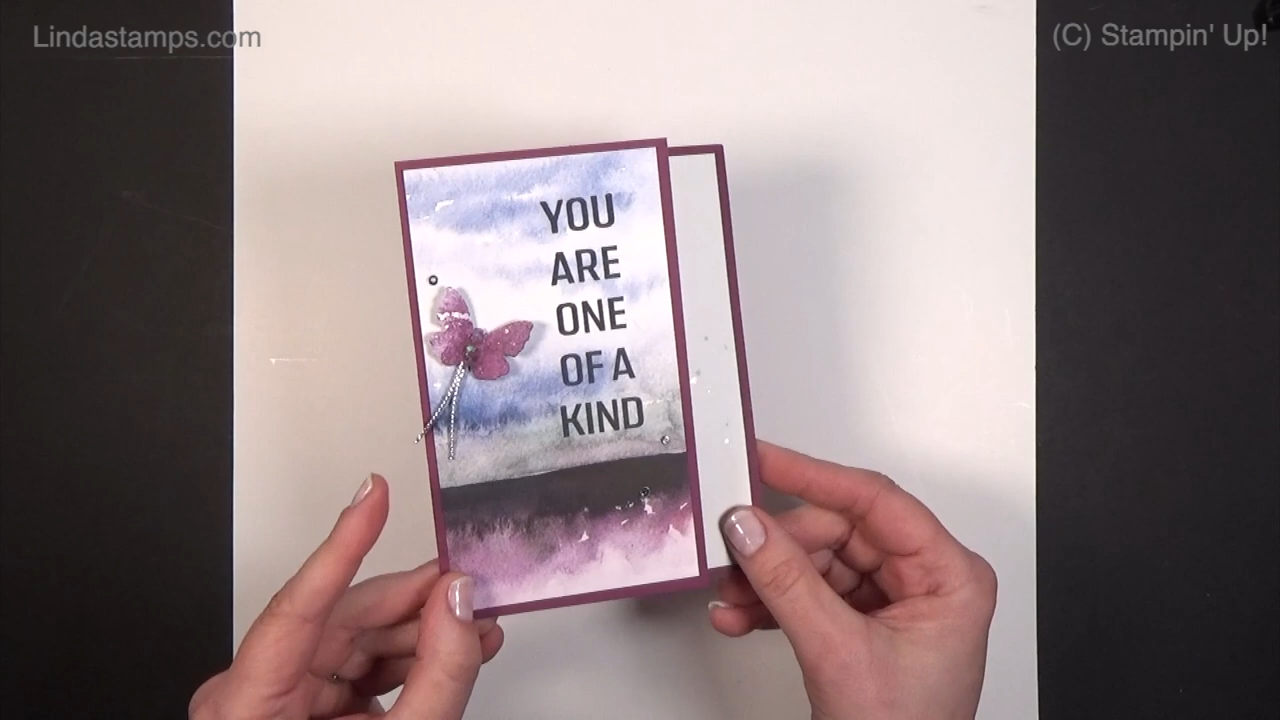 Lindastamps.com
(C) Stampin' Up!
YOU
ARE
ONE
OF A
KIND